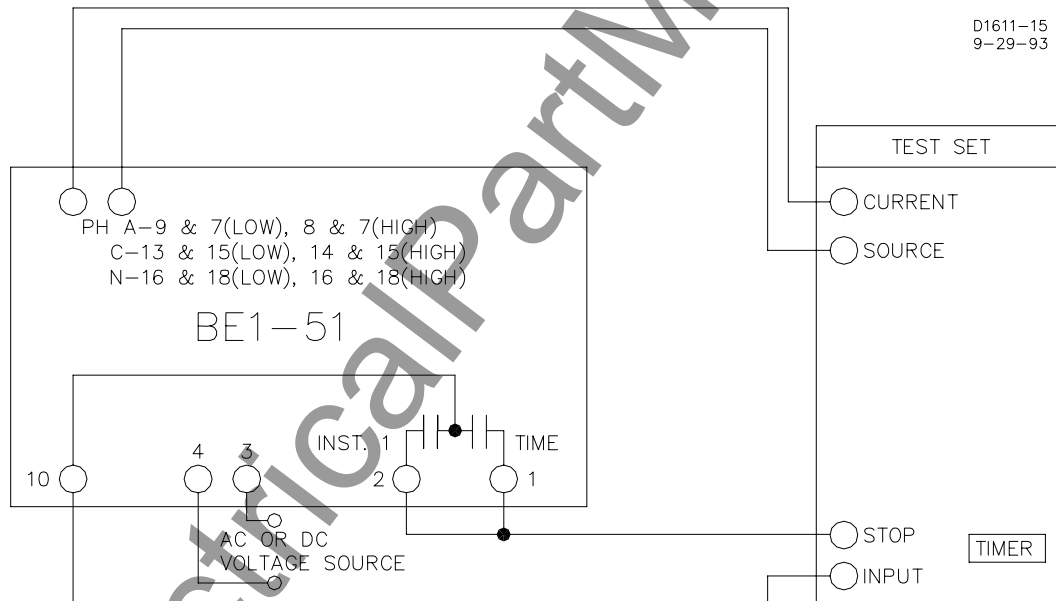 D1611-15
9-29-93
TEST SET
CURRENT
SOURCE
PH A-9 & 7(LOW), 8 & 7(HIGH)
C-13 & 15(LOW), 14 & 15(HIGH)
N-16 & 18(LOW), 16 & 18(HIGH)
BE1-51
INST. 1
TIME
10
4
3
2
1
AC OR DC
VOLTAGE SOURCE
STOP
TIMER
INPUT
ctricalPartM